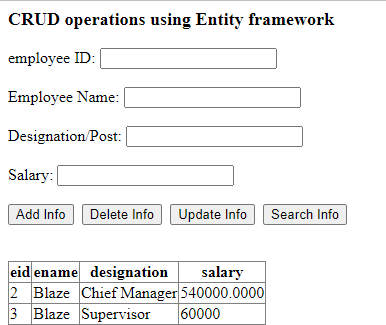 CRUD operations using Entity framework
employee ID:
Employee Name:
Designation/Post:
Salary:
Add Info Delete Info Update Info Search Info
eid ename designation salary
2 Blaze Chief Manager 540000.0000
3 Blaze Supervisor 60000